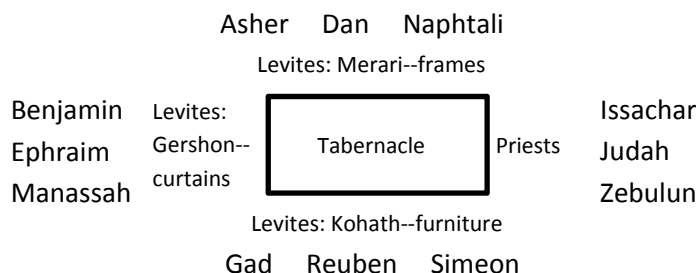 Asher Dan Naphtali
Levites: Merari--frames
Benjamin
Ephraim
Manassah
Levites:
Gershon--
curtains
Tabernacle
Priests
Issachar
Judah
Zebulun
Levites: Kohath--furniture
Gad Reuben Simeon